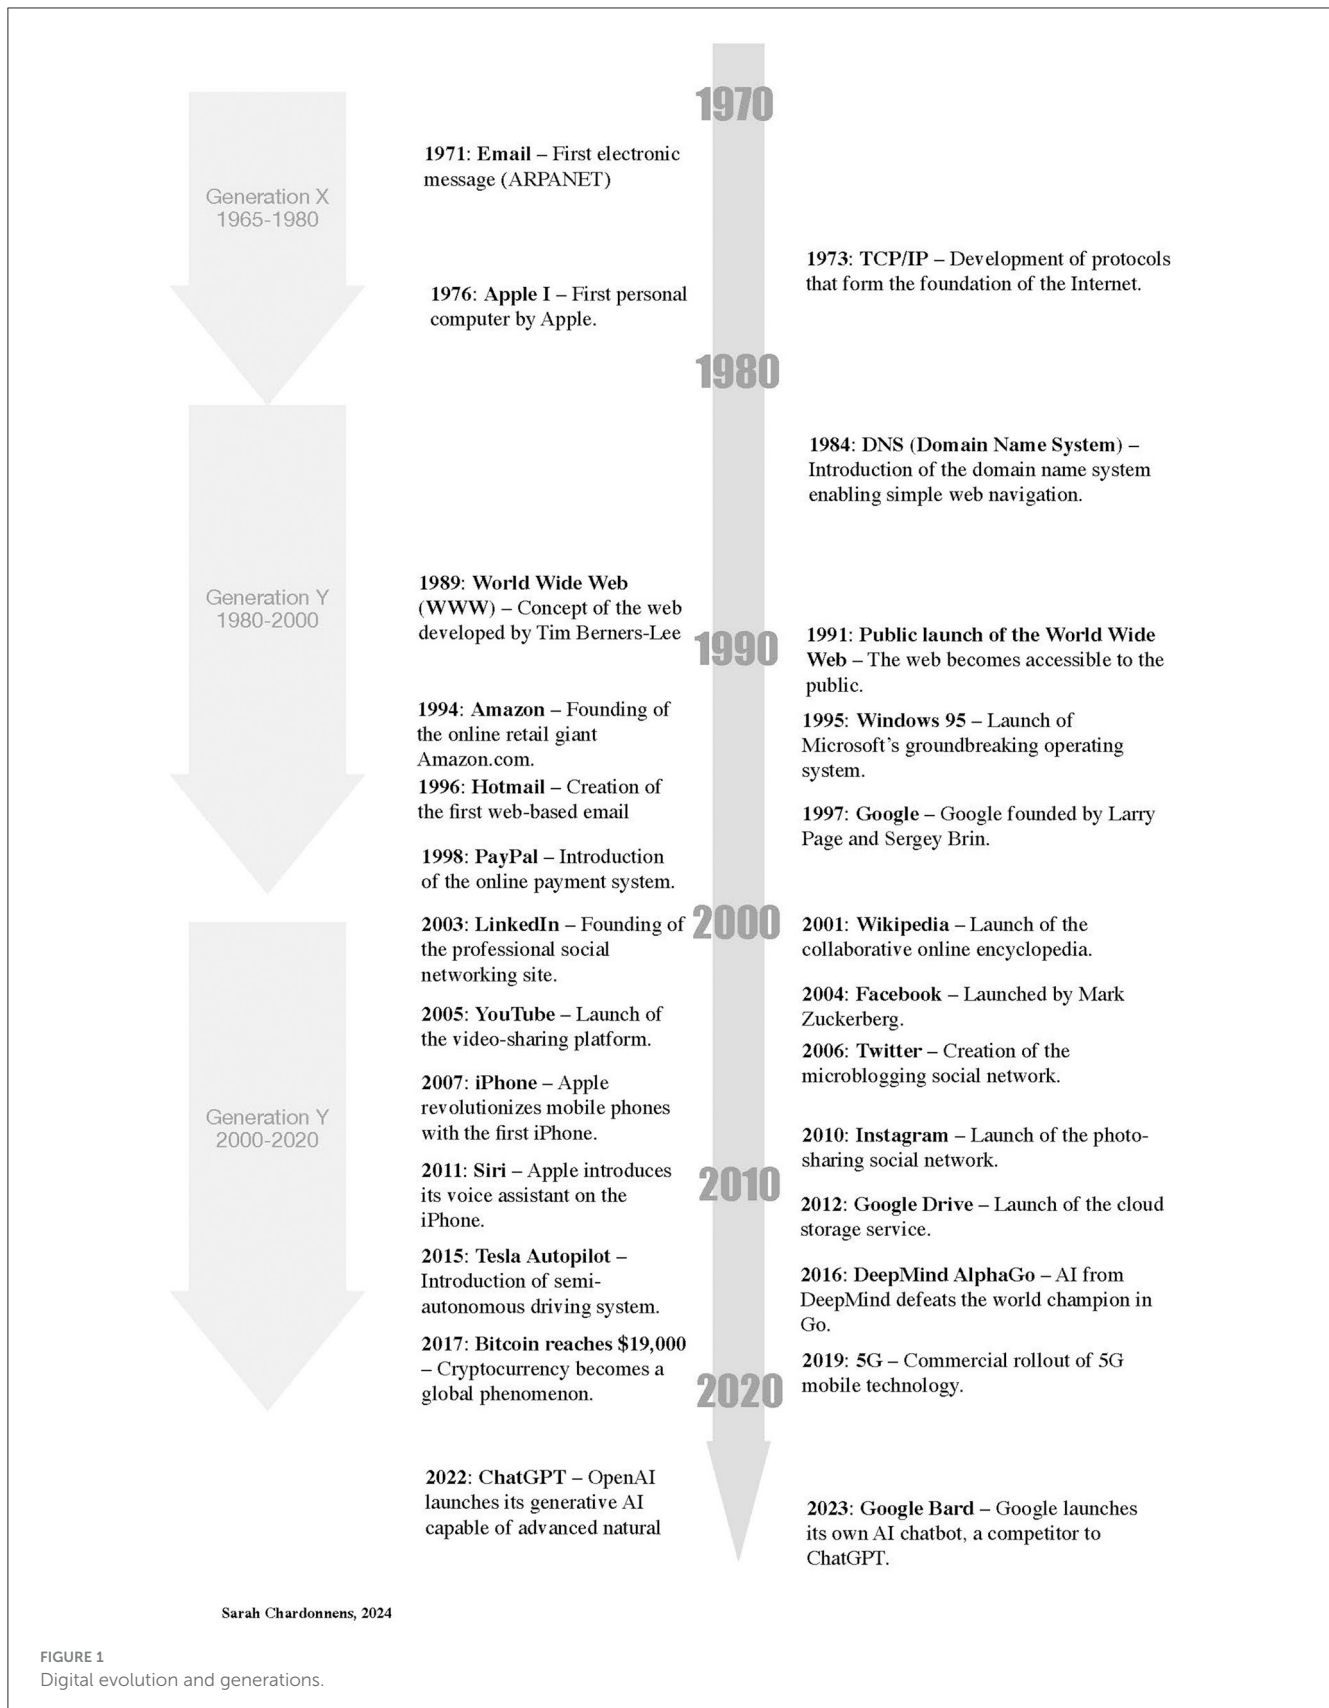 1970
1971: Email – First electronic
message (ARPANET)
Generation X
1965-1980
1973: TCP/IP – Development of protocols
that form the foundation of the Internet.
1976: Apple I – First personal
computer by Apple.
1980
1984: DNS (Domain Name System) –
Introduction of the domain name system
enabling simple web navigation.
Generation Y
1980-2000
1989: World Wide Web
(WWW) – Concept of the web
developed by Tim Berners-Lee
1990
1991: Public launch of the World Wide
Web – The web becomes accessible to the
public.
1994: Amazon – Founding of
the online retail giant
Amazon.com.
1995: Windows 95 – Launch of
Microsoft's groundbreaking operating
system.
1996: Hotmail – Creation of
the first web-based email
1997: Google – Google founded by Larry
Page and Sergey Brin.
1998: PayPal – Introduction
of the online payment system.
2000
2003: LinkedIn – Founding of
the professional social
networking site.
2001: Wikipedia – Launch of the
collaborative online encyclopedia.
2004: Facebook – Launched by Mark
Zuckerberg.
2005: YouTube – Launch of
the video-sharing platform.
2006: Twitter – Creation of the
microblogging social network.
2007: iPhone – Apple
revolutionizes mobile phones
with the first iPhone.
Generation Y
2000-2020
2010: Instagram – Launch of the photo-
sharing social network.
2011: Siri – Apple introduces
its voice assistant on the
iPhone.
2010
2012: Google Drive – Launch of the cloud
storage service.
2015: Tesla Autopilot –
Introduction of semi-
autonomous driving system.
2016: DeepMind AlphaGo – AI from
DeepMind defeats the world champion in
Go.
2017: Bitcoin reaches $19,000
– Cryptocurrency becomes a
global phenomenon.
2019: 5G – Commercial rollout of 5G
mobile technology.
2020
2022: ChatGPT – OpenAI
launches its generative AI
capable of advanced natural
2023: Google Bard – Google launches
its own AI chatbot, a competitor to
ChatGPT.
Sarah Chardonnens, 2024
FIGURE 1
Digital evolution and generations.